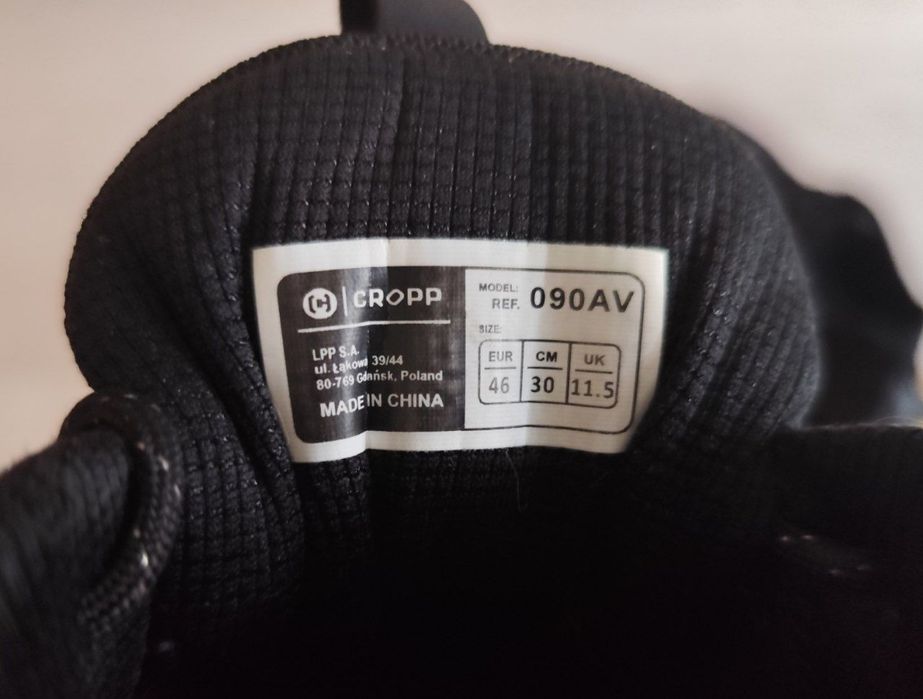 CROPP
LPP S.A.
ul. Łąkowa 39/44
80-769 Gdańsk, Poland
MADE IN CHINA
MODEL:
REF. 090AV
SIZE:
EUR CM UK
46 30 11.5